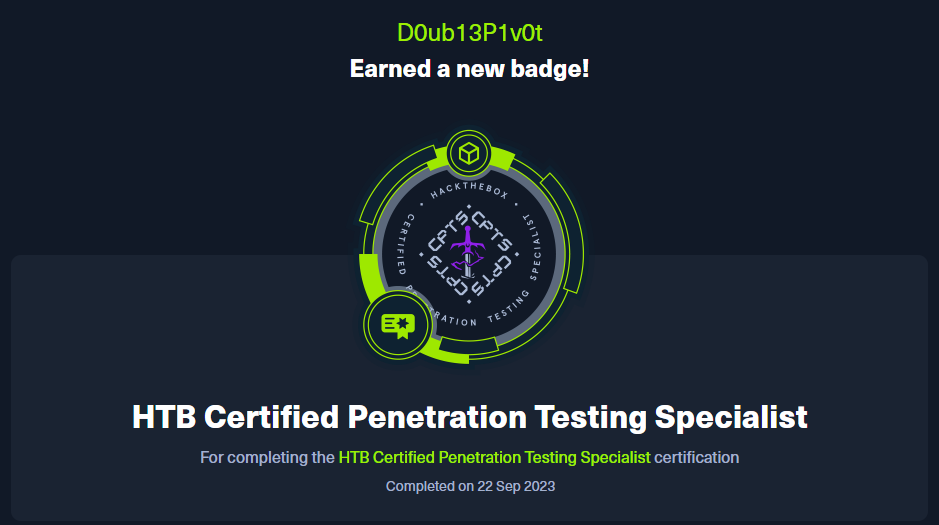 D0ub13P1v0t
Earned a new badge!
• HACKTHEBOX •
CERTIFIED PENETRATION TESTING SPECIALIST
CPTS CPTS
CPTS CPTS
HTB Certified Penetration Testing Specialist
For completing the HTB Certified Penetration Testing Specialist certification
Completed on 22 Sep 2023